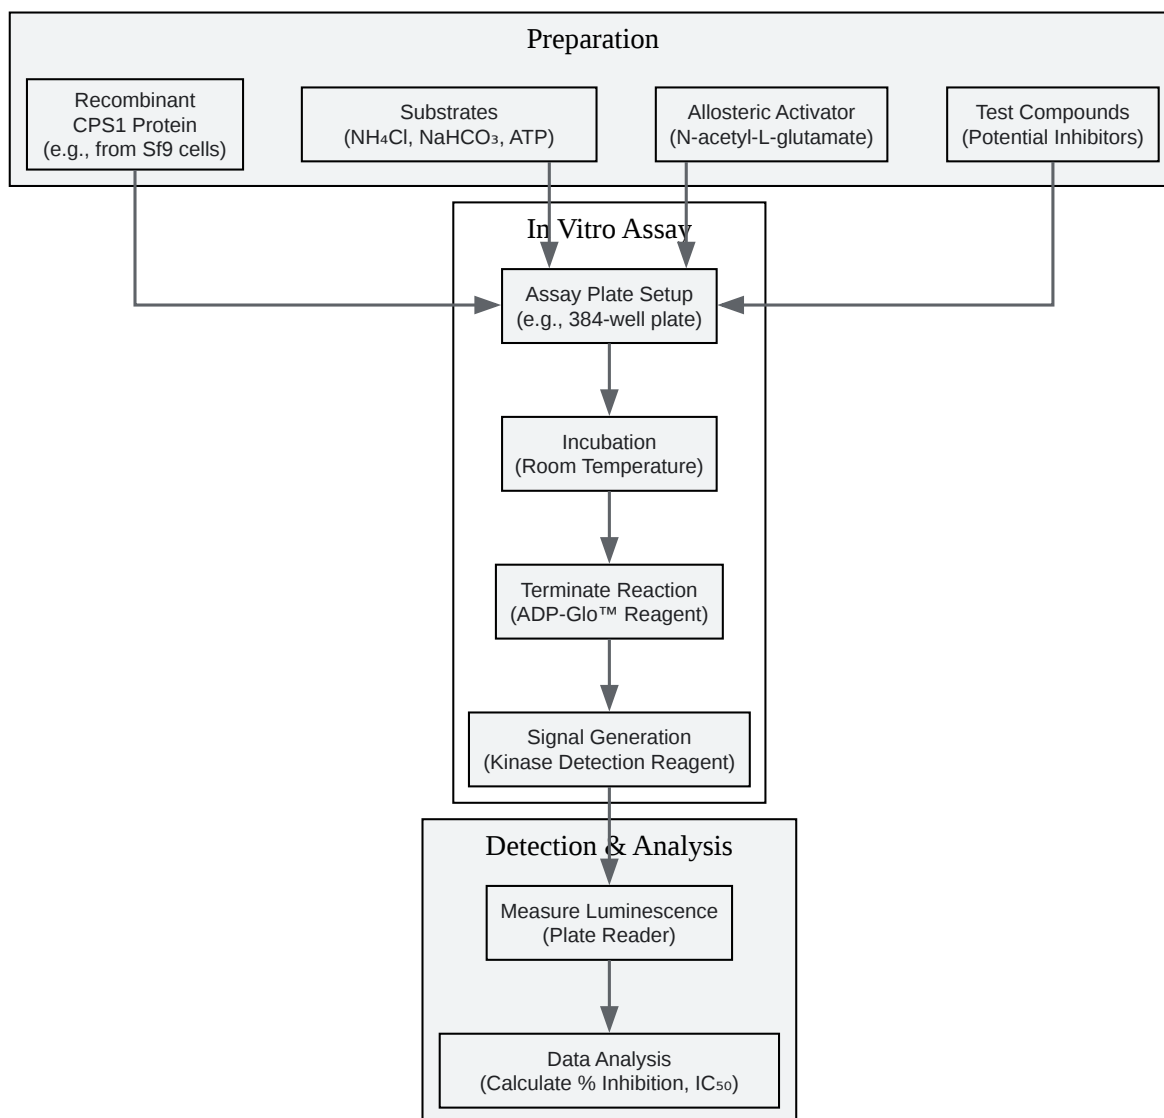 Preparation
Recombinant
CPS1 Protein
(e.g., from Sf9 cells)
Substrates
(NH₄Cl, NaHCO₃, ATP)
Allosteric Activator
(N-acetyl-L-glutamate)
Test Compounds
(Potential Inhibitors)
In Vitro Assay
Assay Plate Setup
(e.g., 384-well plate)
Incubation
(Room Temperature)
Terminate Reaction
(ADP-Glo™ Reagent)
Signal Generation
(Kinase Detection Reagent)
Detection & Analysis
Measure Luminescence
(Plate Reader)
Data Analysis
(Calculate % Inhibition, IC₅₀)